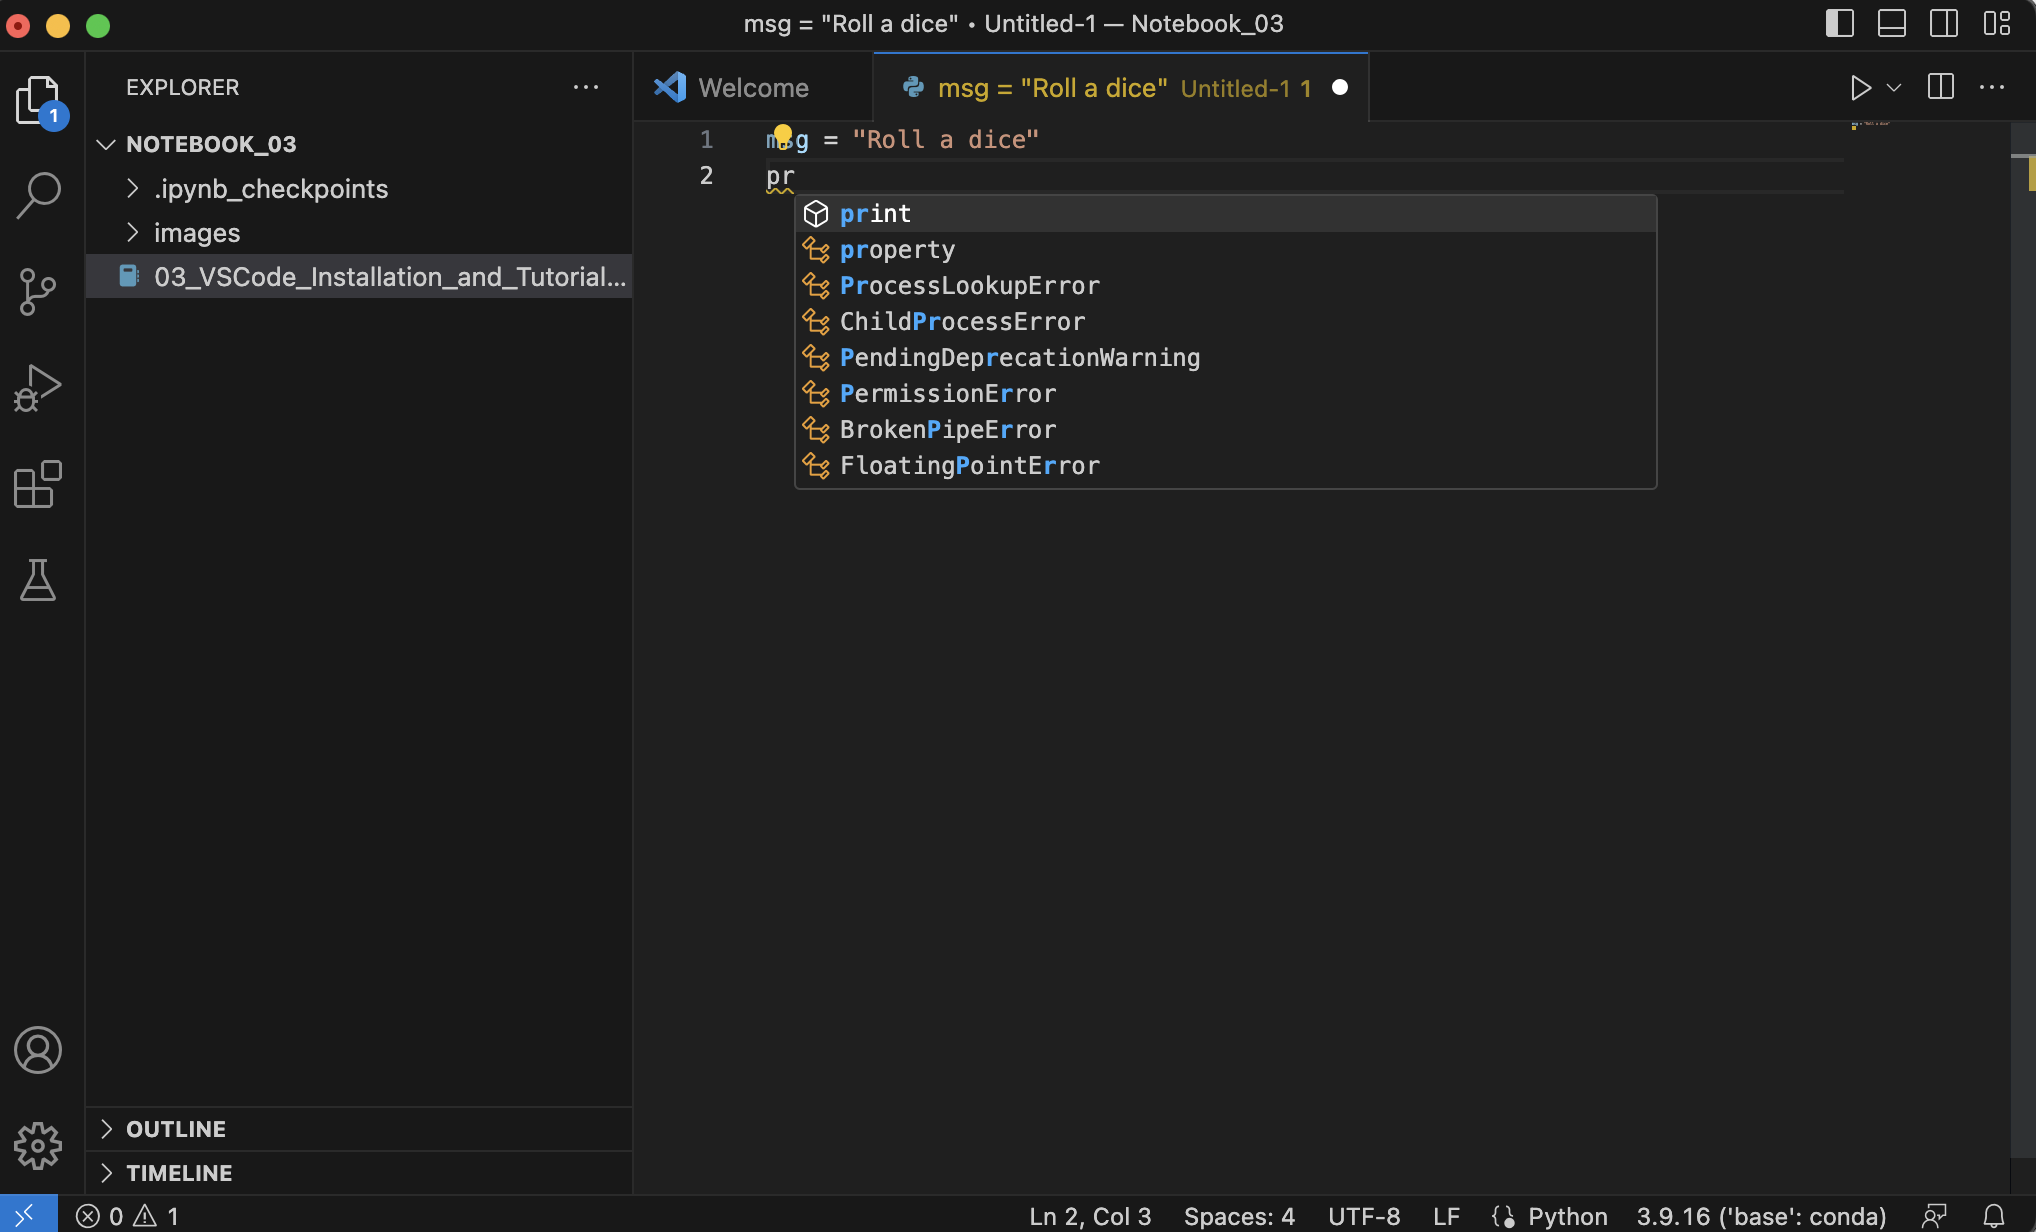 msg = "Roll a dice" • Untitled-1 — Notebook_03
1
EXPLORER
NOTEBOOK_03
.ipynb_checkpoints
images
03_VSCode_Installation_and_Tutorial...
OUTLINE
TIMELINE
Welcome
msg = "Roll a dice" Untitled-1 1
1 msg = "Roll a dice"
2 pr
print
property
ProcessLookupError
ChildProcessError
PendingDeprecationWarning
PermissionError
BrokenPipeError
FloatingPointError
0 1 Ln 2, Col 3 Spaces: 4 UTF-8 LF Python 3.9.16 ('base': conda)